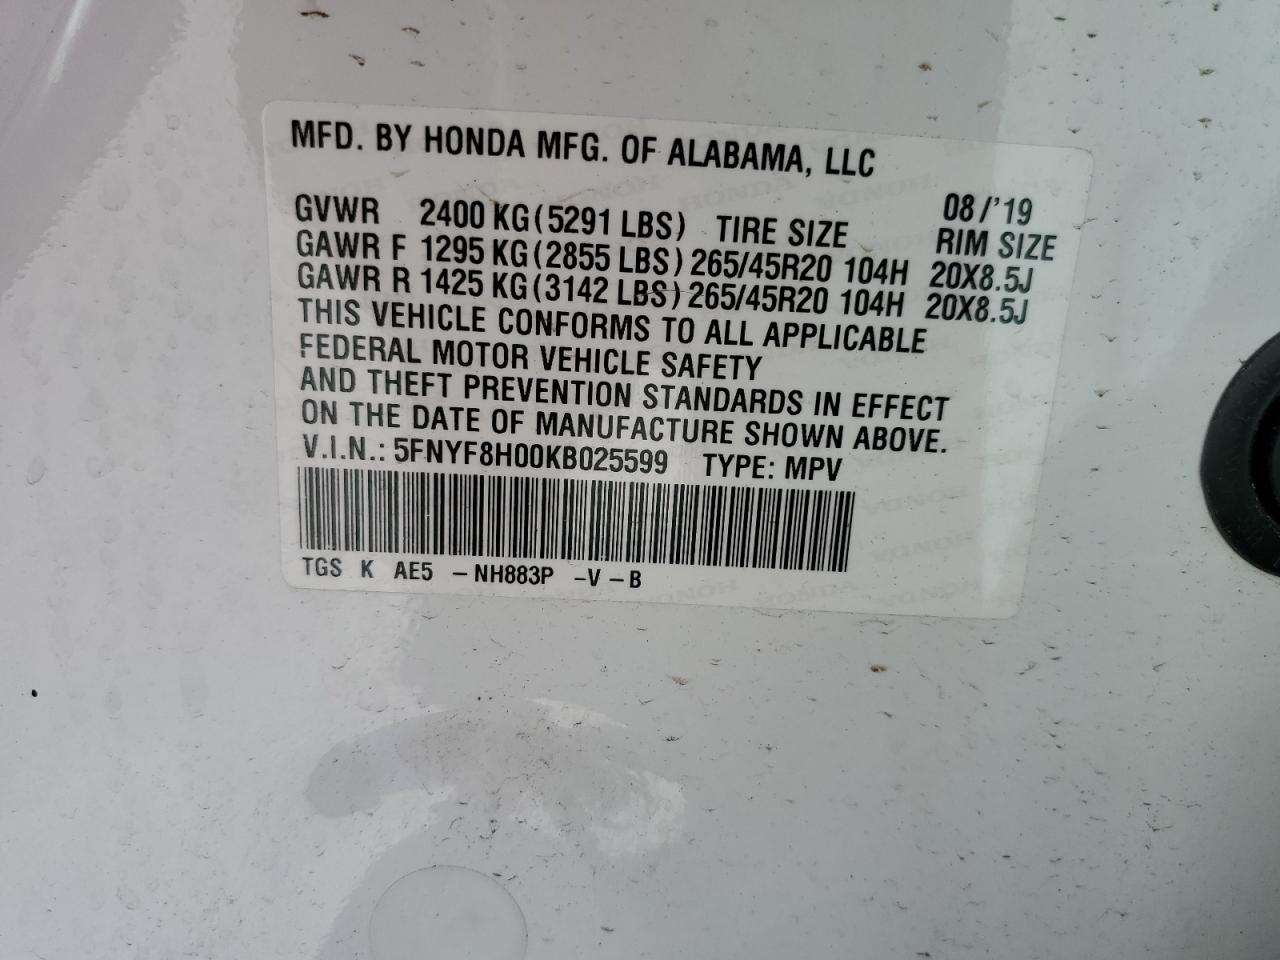 MFD. BY HONDA MFG. OF ALABAMA, LLC
08/'19
GVWR 2400 KG(5291 LBS) TIRE SIZE RIM SIZE
GAWR F 1295 KG(2855 LBS) 265/45R20 104H 20X8.5J
GAWR R 1425 KG(3142 LBS) 265/45R20 104H 20X8.5J
THIS VEHICLE CONFORMS TO ALL APPLICABLE
FEDERAL MOTOR VEHICLE SAFETY
AND THEFT PREVENTION STANDARDS IN EFFECT
ON THE DATE OF MANUFACTURE SHOWN ABOVE.
V.I.N.: 5FNYF8H00KB025599 TYPE: MPV
TGS K AE5 -NH883P -V-B